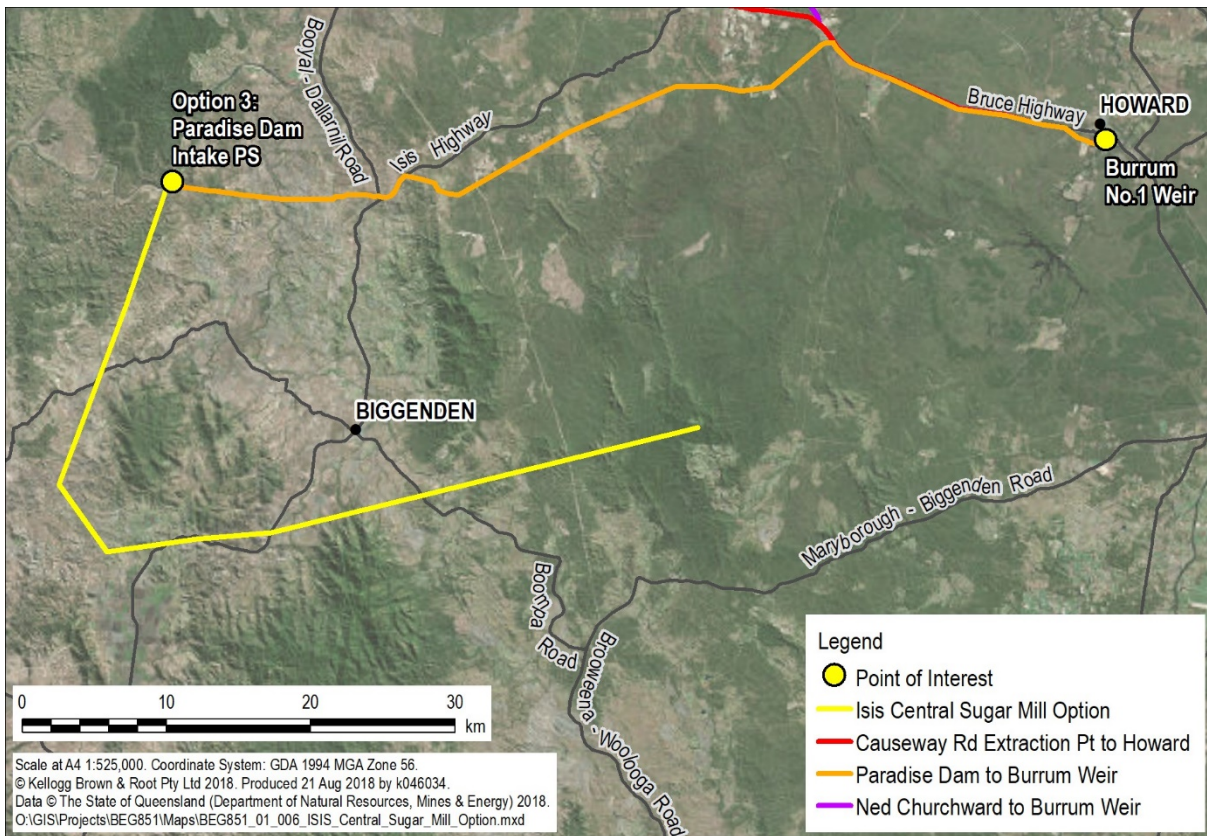 Booyal - Dallarnil Road
Option 3:
Paradise Dam
Intake PS
Isis Highway
Bruce Highway
HOWARD
Burrum
No.1 Weir
BIGGENDEN
Maryborough - Biggenden Road
Boompa
Road
Brooweena - Woolooga Road
Legend
Point of Interest
Isis Central Sugar Mill Option
Causeway Rd Extraction Pt to Howard
Paradise Dam to Burrum Weir
Ned Churchward to Burrum Weir
0 10 20 30
km
Scale at A4 1:525,000. Coordinate System: GDA 1994 MGA Zone 56.
© Kellogg Brown & Root Pty Ltd 2018. Produced 21 Aug 2018 by k046034.
Data © The State of Queensland (Department of Natural Resources, Mines & Energy) 2018.
O:\GIS\Projects\BEG851\Maps\BEG851_01_006_ISIS_Central_Sugar_Mill_Option.mxd